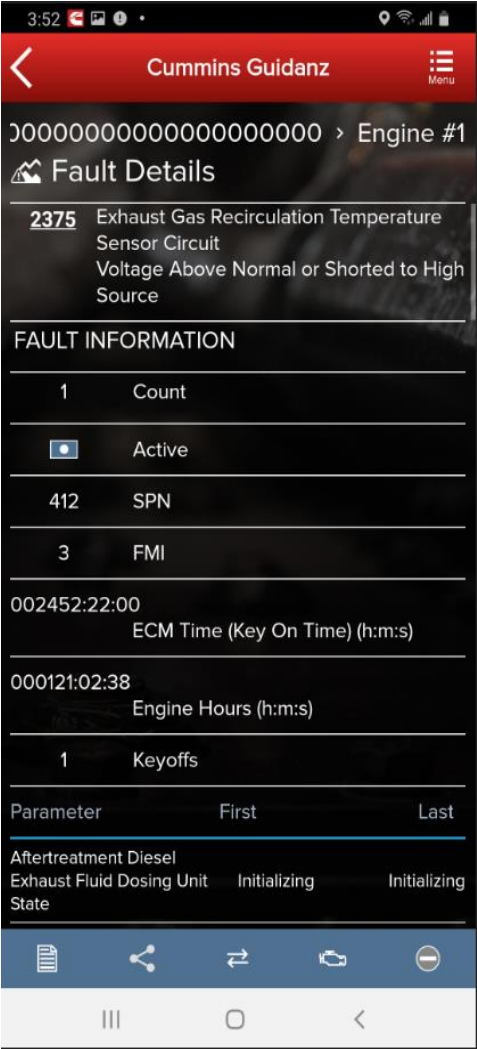 3:52
Cummins Guidanz
Menu
00000000000000000000 > Engine #1
Fault Details
2375 Exhaust Gas Recirculation Temperature
Sensor Circuit
Voltage Above Normal or Shorted to High
Source
FAULT INFORMATION
1 Count
Active
412 SPN
3 FMI
002452:22:00
ECM Time (Key On Time) (h:m:s)
000121:02:38
Engine Hours (h:m:s)
1 Keyoffs
Parameter First Last
Aftertreatment Diesel
Exhaust Fluid Dosing Unit Initializing Initializing
State